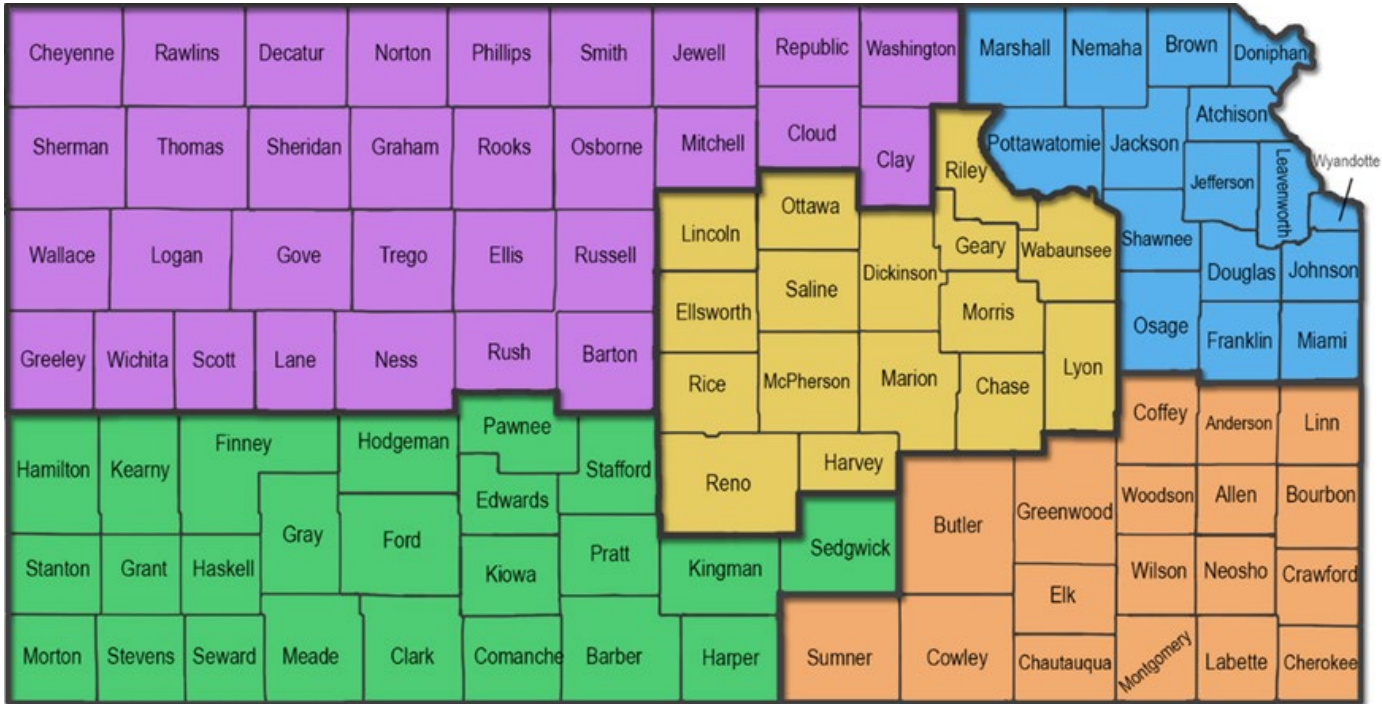 Cheyenne
Rawlins
Decatur
Norton
Phillips
Smith
Jewell
Republic
Washington
Marshall
Nemaha
Brown
Doniphan
Sherman
Thomas
Sheridan
Graham
Rooks
Osborne
Mitchell
Cloud
Clay
Riley
Pottawatomie
Jackson
Atchison
Jefferson
Leavenworth
Wyandotte
Wallace
Logan
Gove
Trego
Ellis
Russell
Lincoln
Ottawa
Dickinson
Geary
Wabaunsee
Shawnee
Douglas
Johnson
Saline
Ellsworth
Morris
Osage
Franklin
Miami
Greeley
Wichita
Scott
Lane
Ness
Rush
Barton
Rice
McPherson
Marion
Chase
Lyon
Coffey
Anderson
Linn
Hamilton
Kearny
Finney
Hodgeman
Pawnee
Stafford
Edwards
Reno
Harvey
Gray
Ford
Butler
Greenwood
Woodson
Allen
Bourbon
Stanton
Grant
Haskell
Kiowa
Pratt
Kingman
Sedgwick
Elk
Wilson
Neosho
Crawford
Morton
Stevens
Seward
Meade
Clark
Comanche
Barber
Harper
Sumner
Cowley
Chautauqua
Montgomery
Labette
Cherokee